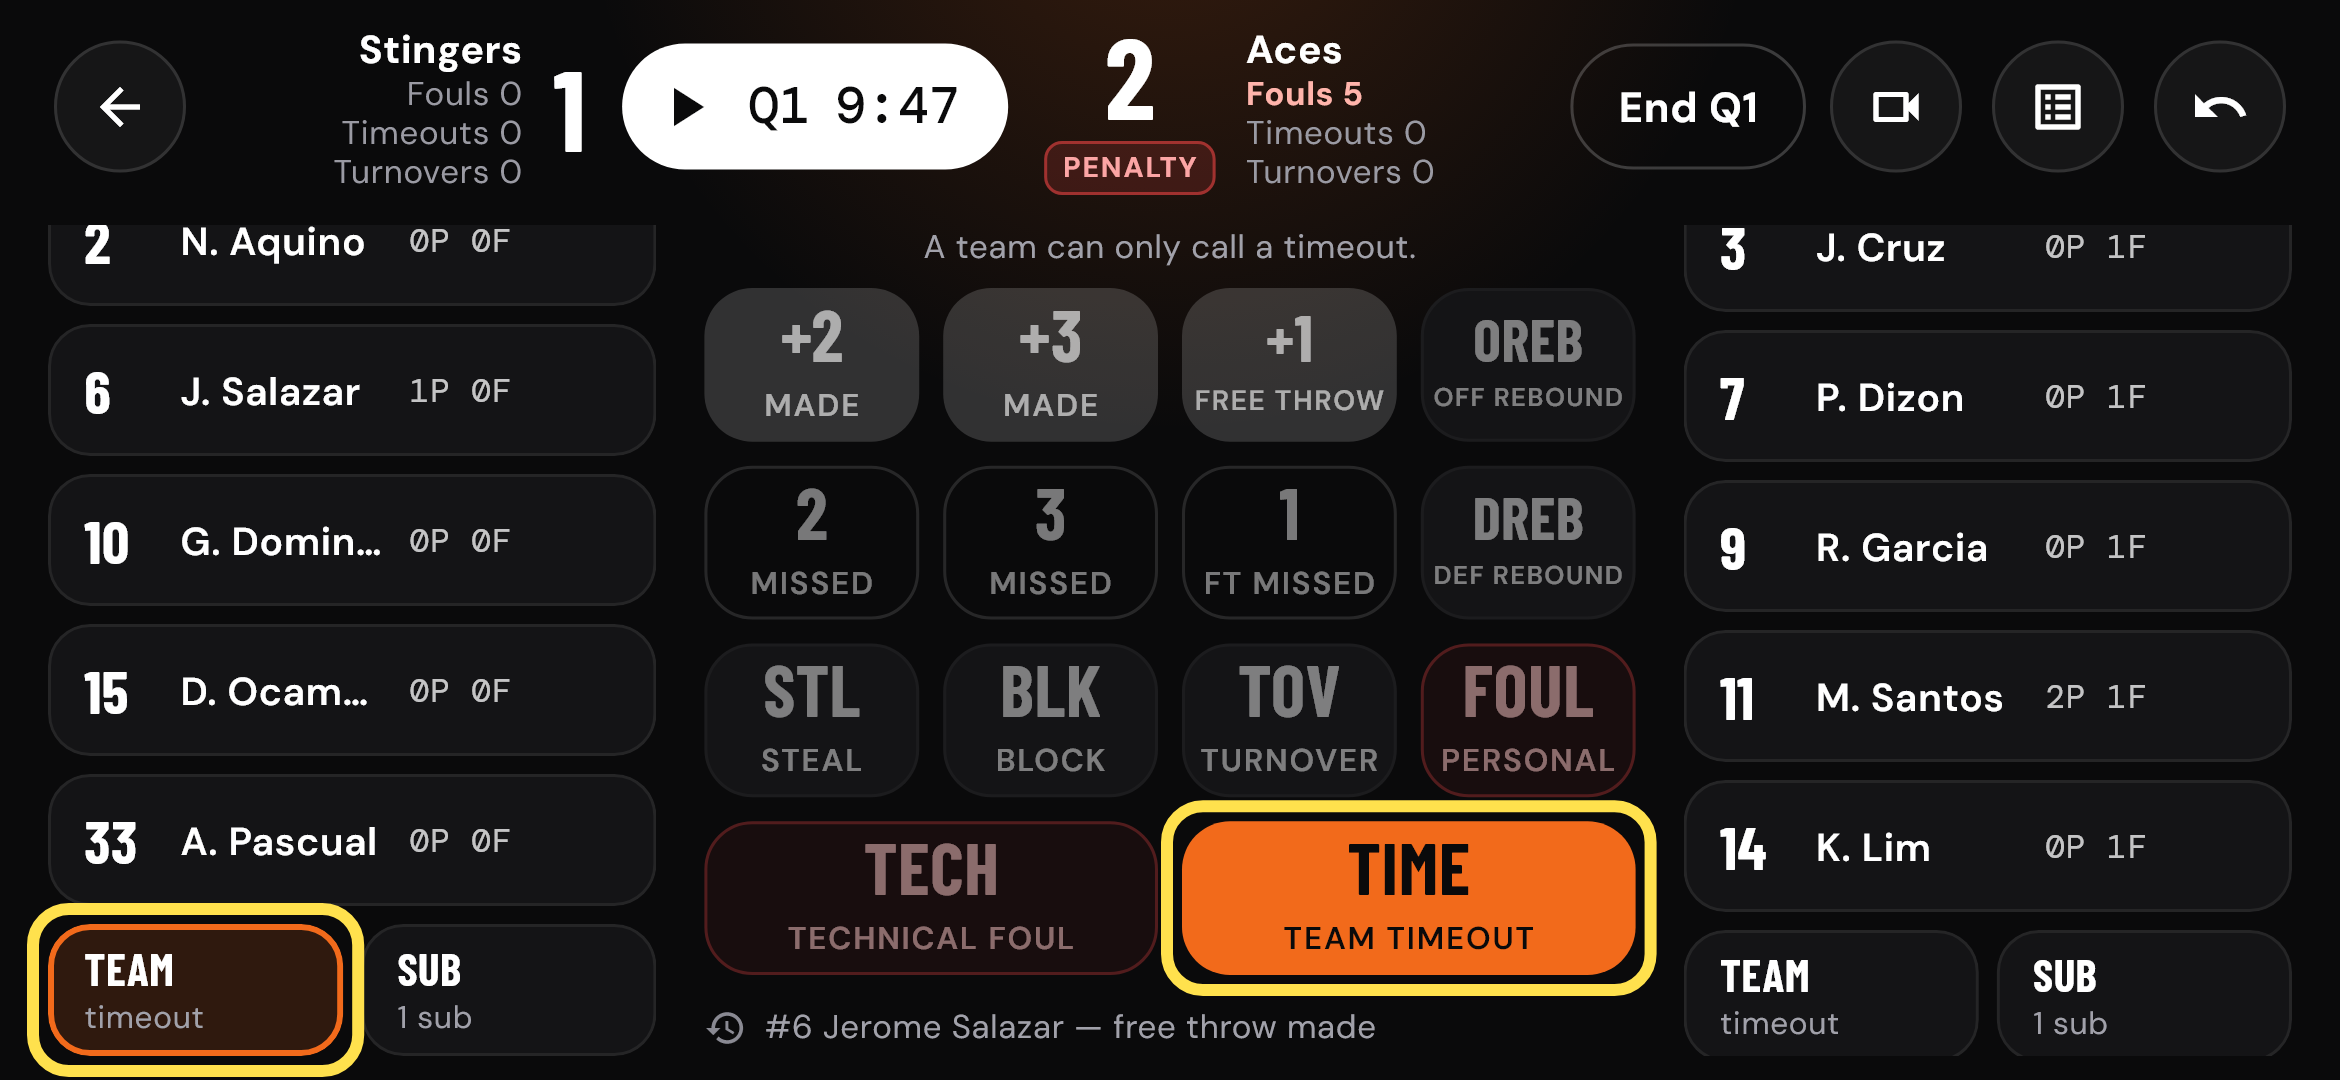 Stingers
Fouls 0
Timeouts 0
Turnovers 0
1
Q1 9:47
2
PENALTY
Aces
Fouls 5
Timeouts 0
Turnovers 0
End Q1
2 N. Aquino 0P 0F
6 J. Salazar 1P 0F
10 G. Domin... 0P 0F
15 D. Ocam... 0P 0F
33 A. Pascual 0P 0F
TEAM
timeout
SUB
1 sub
A team can only call a timeout.
+2
MADE
+3
MADE
+1
FREE THROW
OREB
OFF REBOUND
2
MISSED
3
MISSED
1
FT MISSED
DREB
DEF REBOUND
STL
STEAL
BLK
BLOCK
TOV
TURNOVER
FOUL
PERSONAL
TECH
TECHNICAL FOUL
TIME
TEAM TIMEOUT
#6 Jerome Salazar — free throw made
3 J. Cruz 0P 1F
7 P. Dizon 0P 1F
9 R. Garcia 0P 1F
11 M. Santos 2P 1F
14 K. Lim 0P 1F
TEAM
timeout
SUB
1 sub